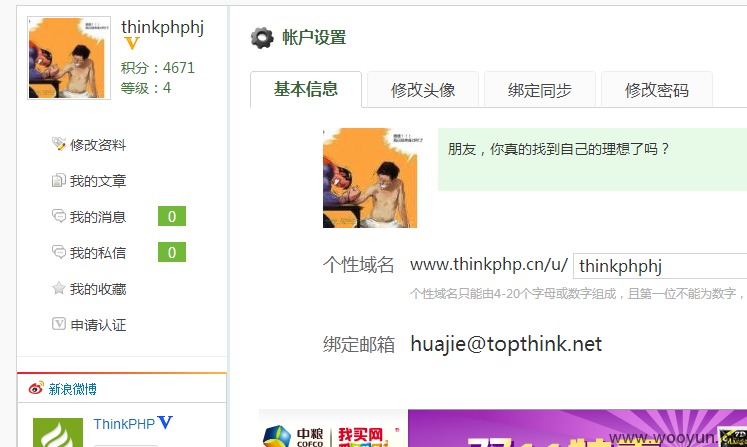 thinkphphj
V
积分：4671
等级：4
修改资料
我的文章
我的消息 0
我的私信 0
我的收藏
申请认证
新浪微博
ThinkPHP V
帐户设置
基本信息 修改头像 绑定同步 修改密码
朋友，你真的找到自己的理想了吗？
个性域名 www.thinkphp.cn/u/ thinkphphj
个性域名只能由4-20个字母或数字组成，且第一位不能为数字，
绑定邮箱 huajie@topthink.net
中粮 我买网
COFCO
www.wooyun.